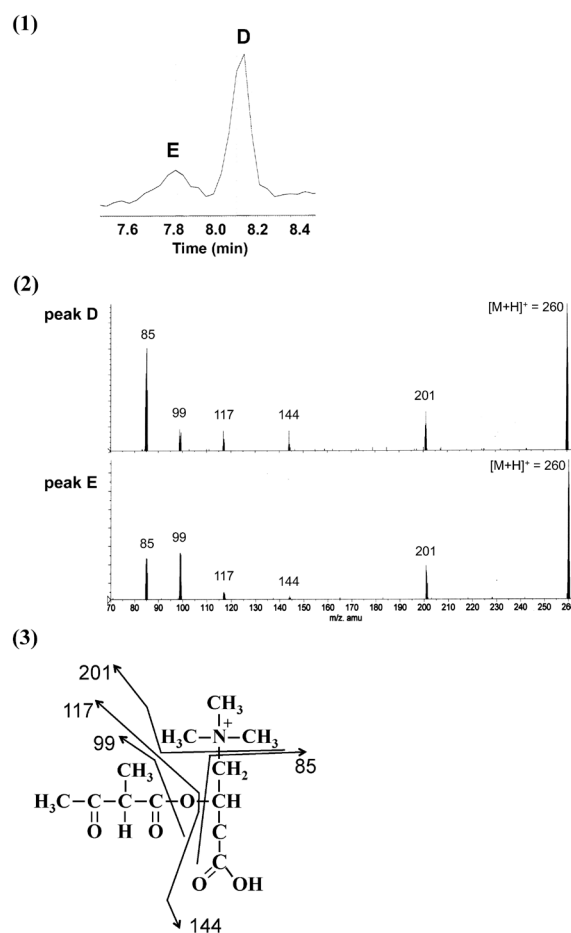 (1)
D
E
7.6 7.8 8.0 8.2 8.4
Time (min)
(2)
peak D
[M+H]+ = 260
85
99
117
144
201
peak E
[M+H]+ = 260
85
99
117
144
201
70 80 90 100 110 120 130 140 150 160 170 180 190 200 210 220 230 240 250 26
m/z. amu
(3)
201
117
99
CH3
H3C–N–CH3
+
85
CH3
CH2
H3C–C–C–C–O–CH
O H O
C
C
O OH
144